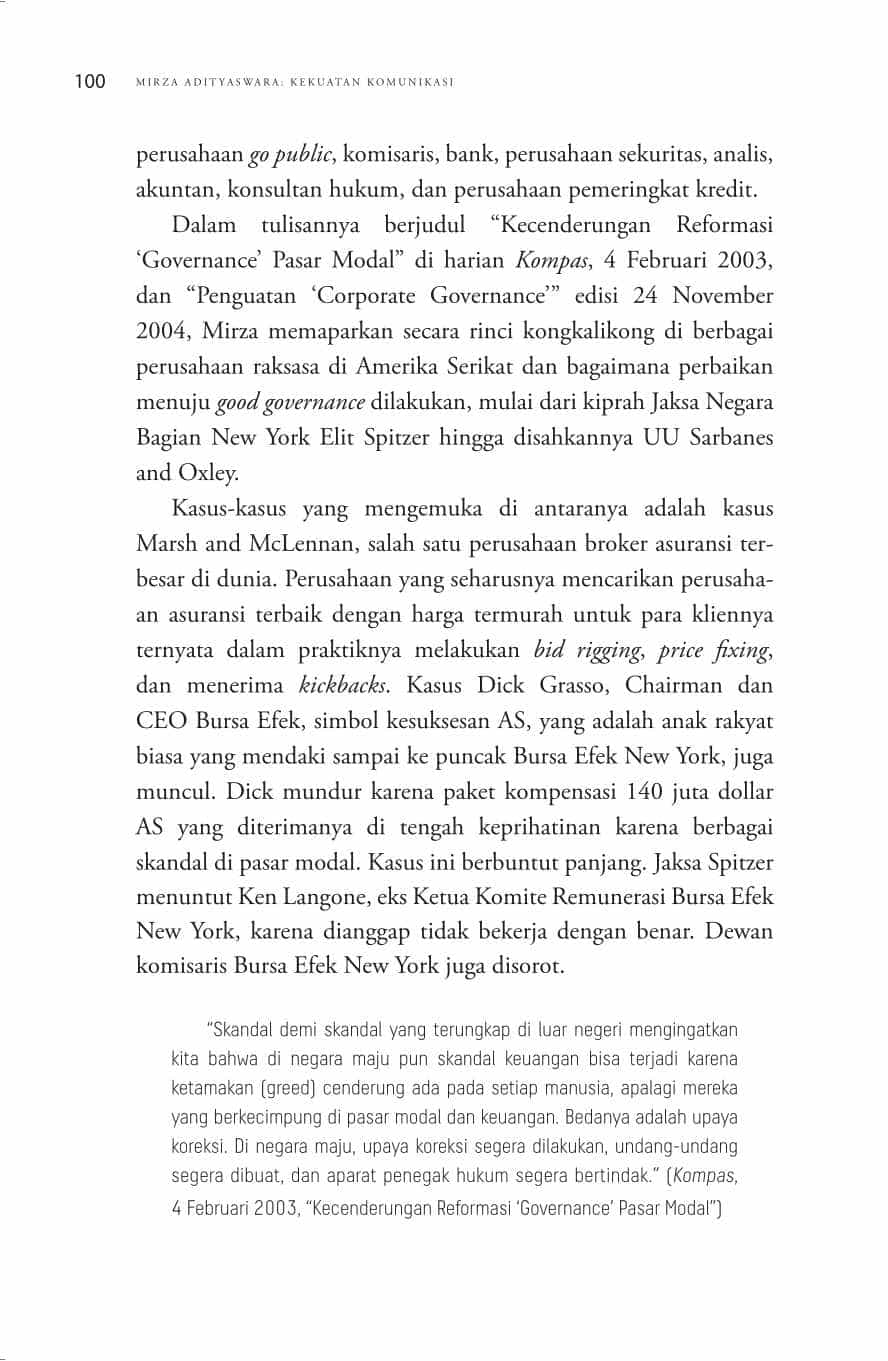 100 MIRZA ADITYASWARA: KEKUATAN KOMUNIKASI
perusahaan go public, komisaris, bank, perusahaan sekuritas, analis,
akuntan, konsultan hukum, dan perusahaan pemeringkat kredit.
Dalam tulisannya berjudul “Kecenderungan Reformasi
‘Governance’ Pasar Modal” di harian Kompas, 4 Februari 2003,
dan “Penguatan ‘Corporate Governance’” edisi 24 November
2004, Mirza memaparkan secara rinci kongkalikong di berbagai
perusahaan raksasa di Amerika Serikat dan bagaimana perbaikan
menuju good governance dilakukan, mulai dari kiprah Jaksa Negara
Bagian New York Elit Spitzer hingga disahkannya UU Sarbanes
and Oxley.
Kasus-kasus yang mengemuka di antaranya adalah kasus
Marsh and McLennan, salah satu perusahaan broker asuransi ter-
besar di dunia. Perusahaan yang seharusnya mencarikan perusaha-
an asuransi terbaik dengan harga termurah untuk para kliennya
ternyata dalam praktiknya melakukan bid rigging, price fixing,
dan menerima kickbacks. Kasus Dick Grasso, Chairman dan
CEO Bursa Efek, simbol kesuksesan AS, yang adalah anak rakyat
biasa yang mendaki sampai ke puncak Bursa Efek New York, juga
muncul. Dick mundur karena paket kompensasi 140 juta dollar
AS yang diterimanya di tengah keprihatinan karena berbagai
skandal di pasar modal. Kasus ini berbuntut panjang. Jaksa Spitzer
menuntut Ken Langone, eks Ketua Komite Remunerasi Bursa Efek
New York, karena dianggap tidak bekerja dengan benar. Dewan
komisaris Bursa Efek New York juga disorot.
“Skandal demi skandal yang terungkap di luar negeri mengingatkan
kita bahwa di negara maju pun skandal keuangan bisa terjadi karena
ketamakan (greed) cenderung ada pada setiap manusia, apalagi mereka
yang berkecimpung di pasar modal dan keuangan. Bedanya adalah upaya
koreksi. Di negara maju, upaya koreksi segera dilakukan, undang-undang
segera dibuat, dan aparat penegak hukum segera bertindak.” (Kompas,
4 Februari 2003, “Kecenderungan Reformasi ‘Governance’ Pasar Modal”)